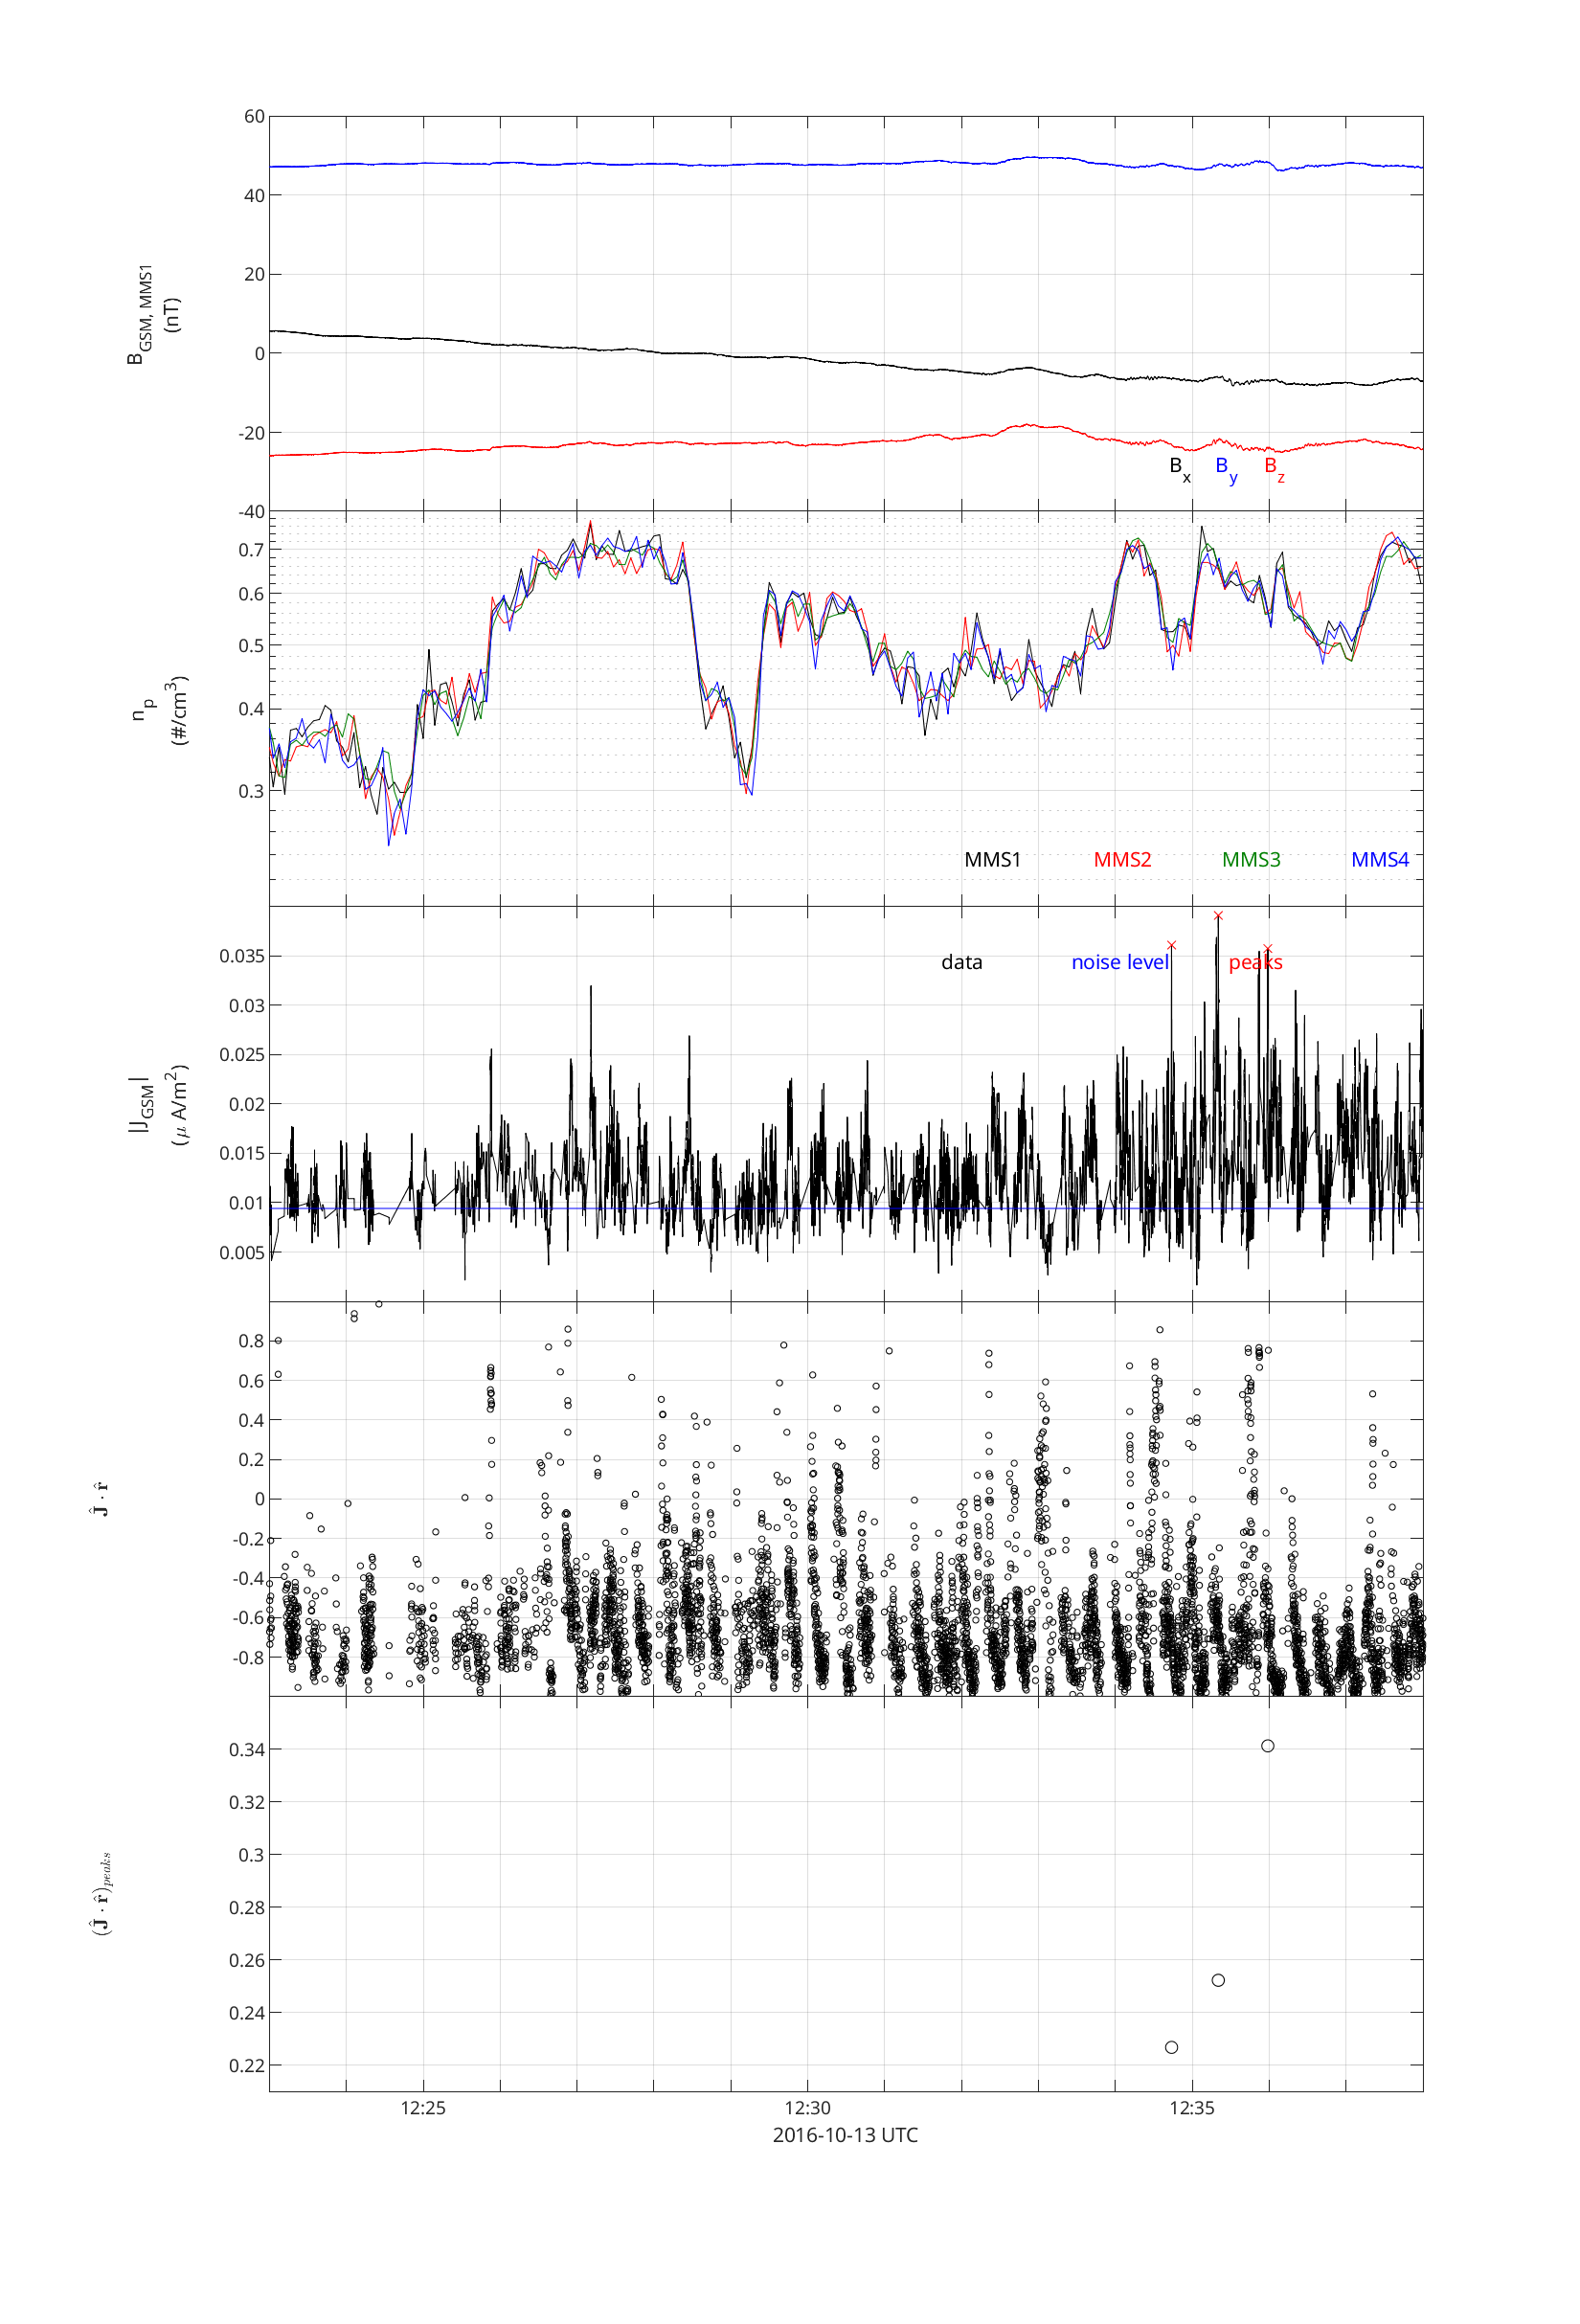 60
40
20
0
-20
-40
B_GSM, MMS1
(nT)
B_x B_y B_z
0.7
0.6
0.5
0.4
0.3
n_p
(#/cm^3)
MMS1 MMS2 MMS3 MMS4
0.035
0.03
0.025
0.02
0.015
0.01
0.005
|J_GSM|
(μ A/m^2)
data noise level peaks
0.8
0.6
0.4
0.2
0
-0.2
-0.4
-0.6
-0.8
Ĵ · r̂
0.34
0.32
0.3
0.28
0.26
0.24
0.22
(Ĵ · r̂)_peaks
12:25 12:30 12:35
2016-10-13 UTC